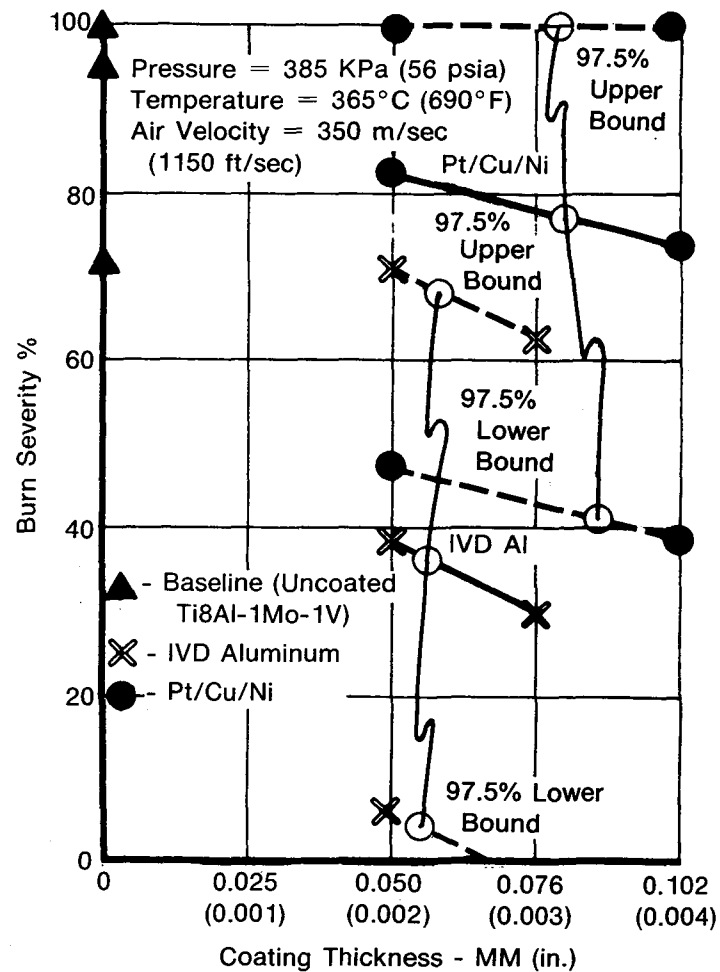 100
80
60
40
20
0
Burn Severity %
Pressure = 385 KPa (56 psia)
Temperature = 365°C (690°F)
Air Velocity = 350 m/sec
(1150 ft/sec)
97.5%
Upper
Bound
Pt/Cu/Ni
97.5%
Upper
Bound
97.5%
Lower
Bound
IVD Al
- Baseline (Uncoated
Ti8Al-1Mo-1V)
- IVD Aluminum
- Pt/Cu/Ni
97.5% Lower
Bound
0 0.025 0.050 0.076 0.102
(0.001) (0.002) (0.003) (0.004)
Coating Thickness - MM (in.)